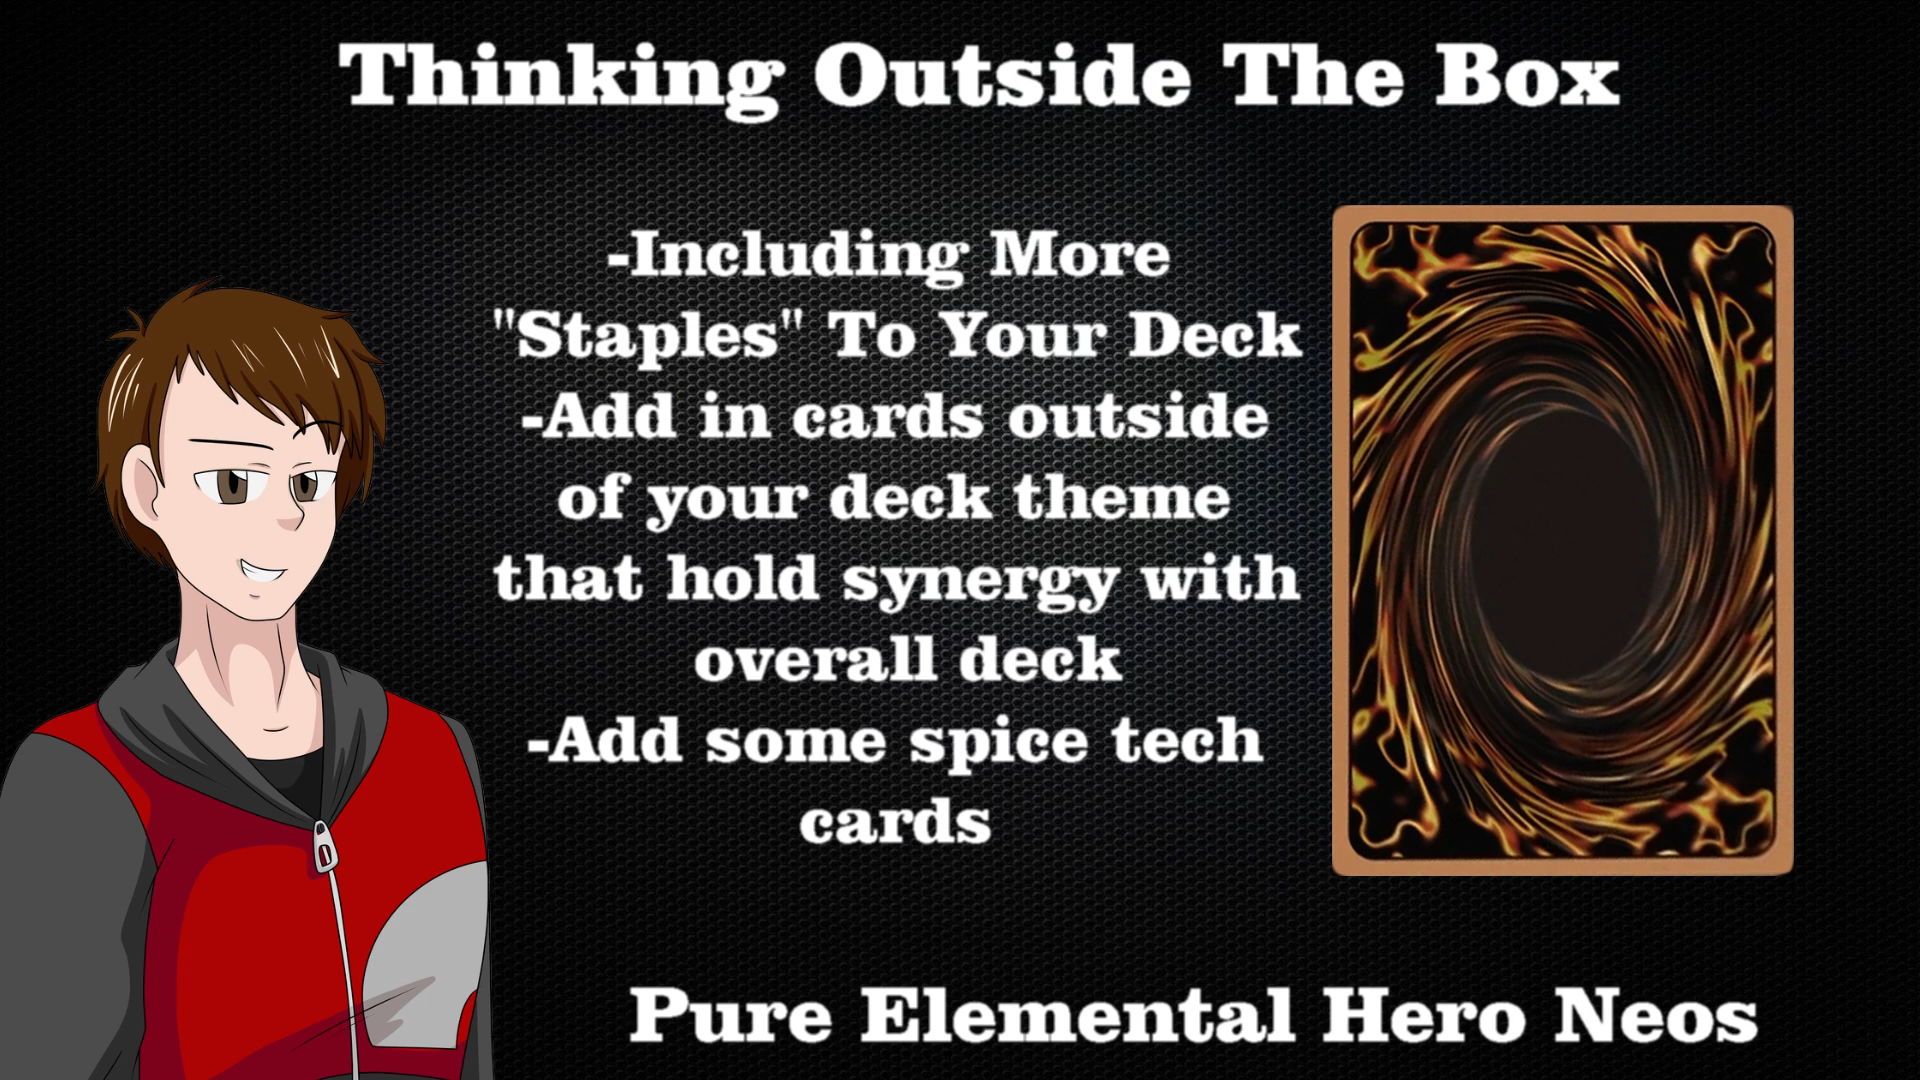 Thinking Outside The Box
-Including More
"Staples" To Your Deck
-Add in cards outside
of your deck theme
that hold synergy with
overall deck
-Add some spice tech
cards
Pure Elemental Hero Neos